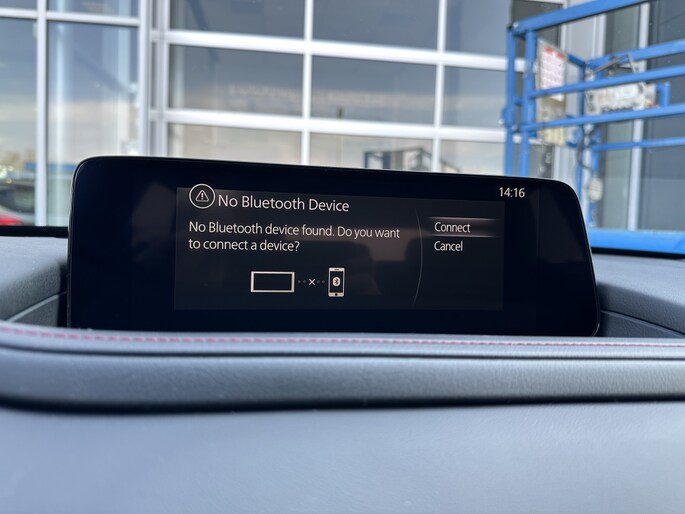 14:16
No Bluetooth Device
No Bluetooth device found. Do you want
to connect a device?
Connect
Cancel